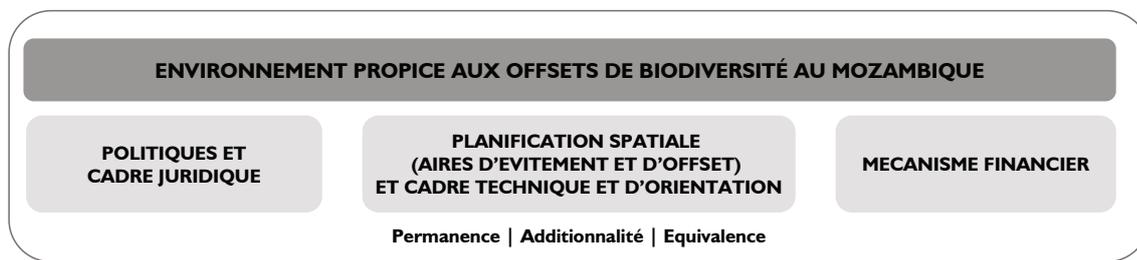 ENVIRONNEMENT PROPICE AUX OFFSETS DE BIODIVERSITÉ AU MOZAMBIQUE
POLITIQUES ET
CADRE JURIDIQUE
PLANIFICATION SPATIALE
(AIRES D’EVITEMENT ET D’OFFSET)
ET CADRE TECHNIQUE ET D’ORIENTATION
MECANISME FINANCIER
Permanence | Additionnalité | Equivalence